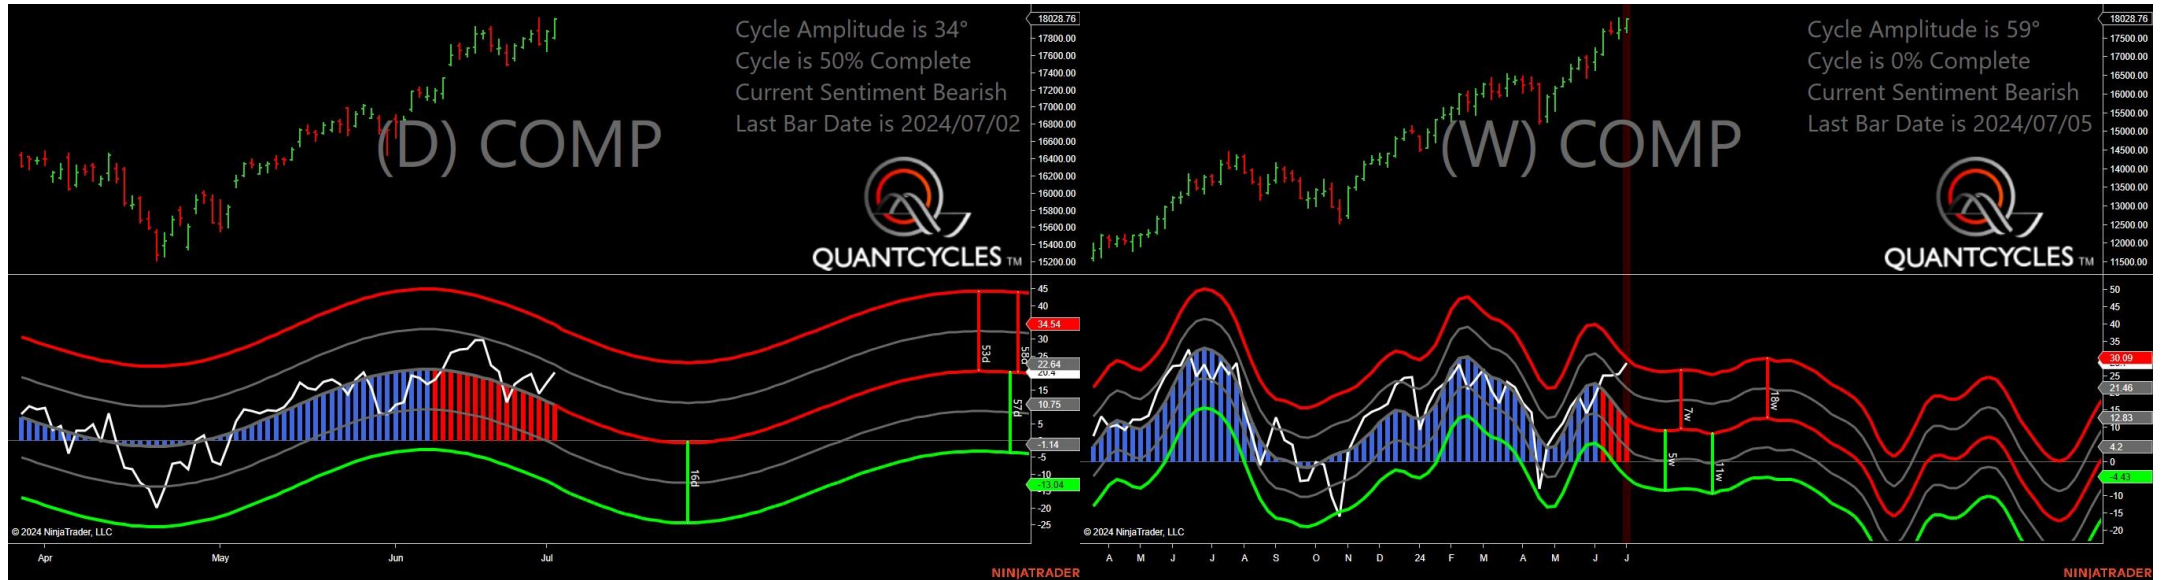 Cycle Amplitude is 34°
Cycle is 50% Complete
Current Sentiment Bearish
Last Bar Date is 2024/07/02
(D) COMP
QUANTCYCLES TM
18028.76
17800.00
17600.00
17400.00
17200.00
17000.00
16800.00
16600.00
16400.00
16200.00
16000.00
15800.00
15600.00
15400.00
15200.00
45
40
34.54
30
25
22.64
20.4
15
10.75
5
-1.14
-5
-13.04
-20
-25
53d
58d
57d
16d
© 2024 NinjaTrader, LLC
Apr
May
Jun
Jul
NINJATRADER
Cycle Amplitude is 59°
Cycle is 0% Complete
Current Sentiment Bearish
Last Bar Date is 2024/07/05
(W) COMP
QUANTCYCLES TM
18028.76
17500.00
17000.00
16500.00
16000.00
15500.00
15000.00
14500.00
14000.00
13500.00
13000.00
12500.00
12000.00
11500.00
50
45
40
35
30.09
25
21.46
15
12.83
4.2
0
-4.43
-10
-15
-20
7w
18w
5w
11w
© 2024 NinjaTrader, LLC
A
M
J
J
A
S
O
N
D
24
F
M
A
M
J
J
NINJATRADER